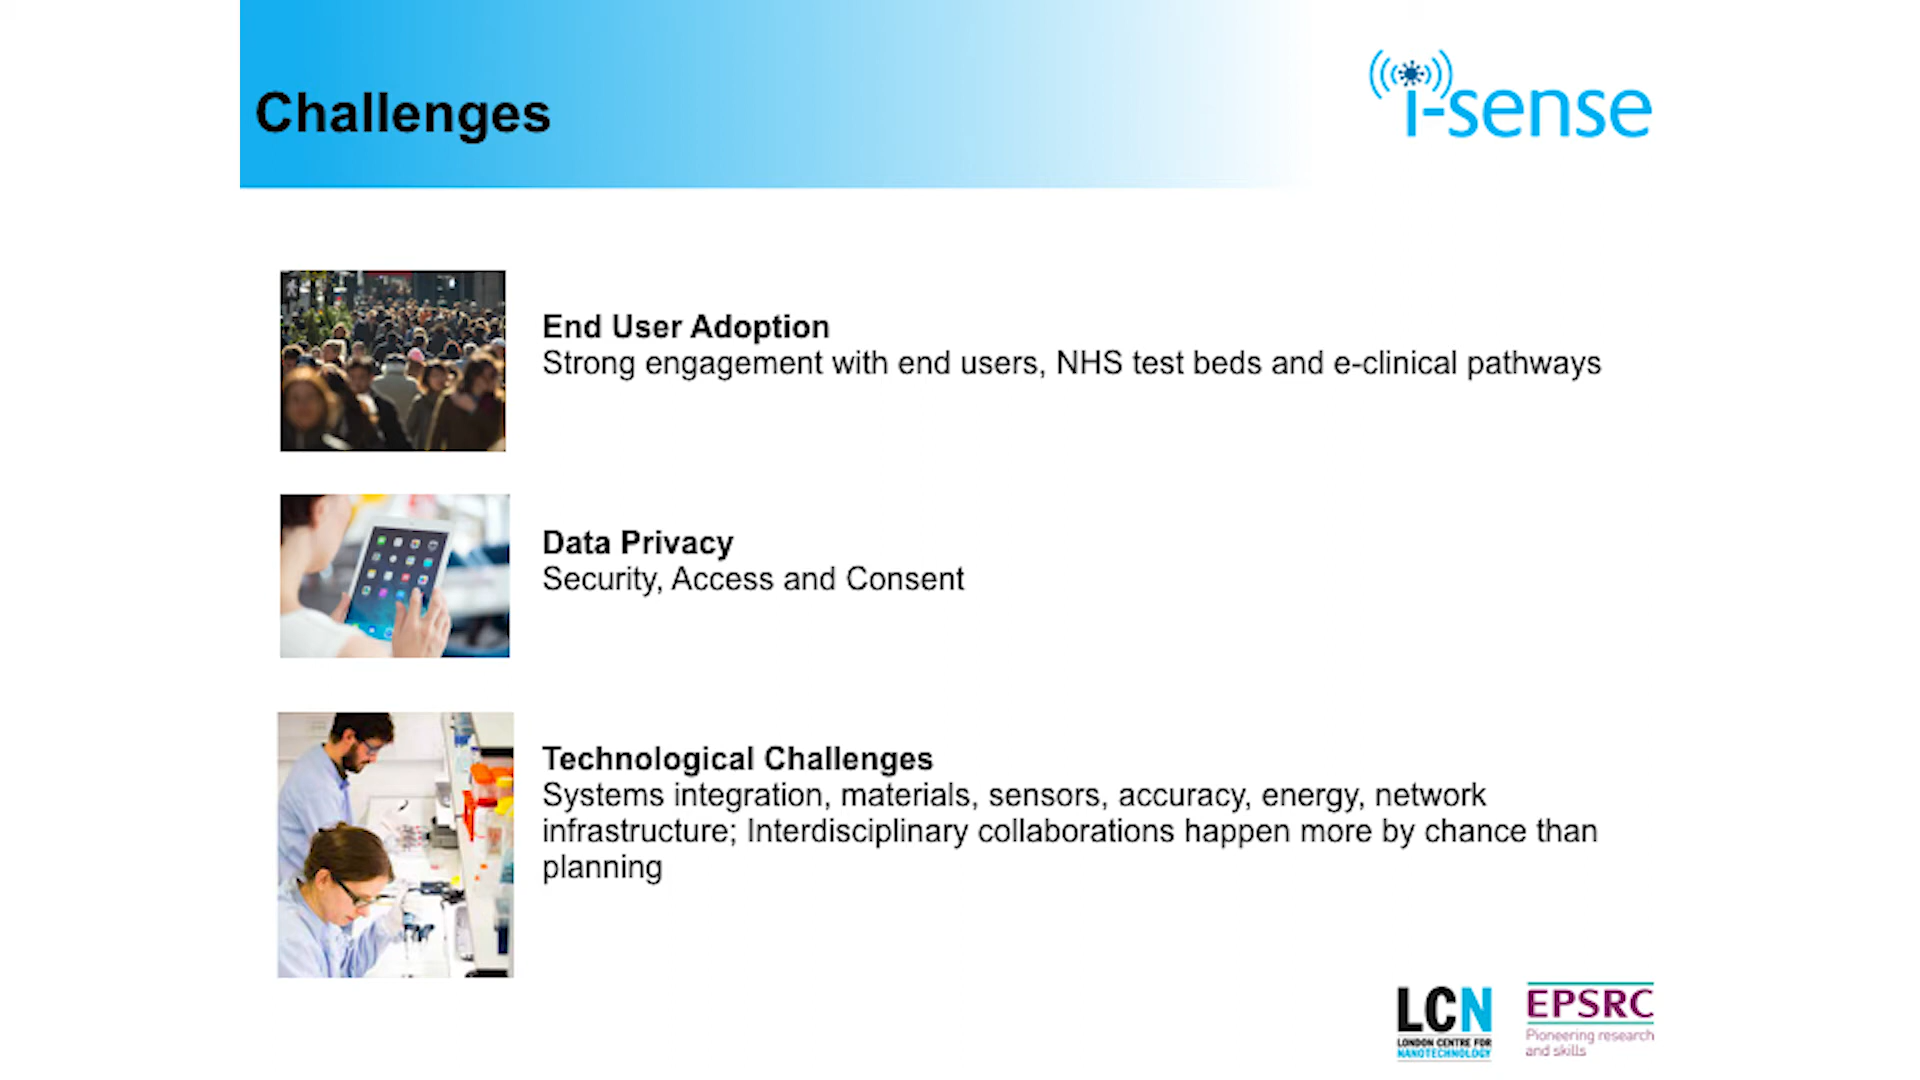 Challenges
i-sense
End User Adoption
Strong engagement with end users, NHS test beds and e-clinical pathways
Data Privacy
Security, Access and Consent
Technological Challenges
Systems integration, materials, sensors, accuracy, energy, network
infrastructure; Interdisciplinary collaborations happen more by chance than
planning
LCN
LONDON CENTRE FOR
NANOTECHNOLOGY
EPSRC
Pioneering research
and skills